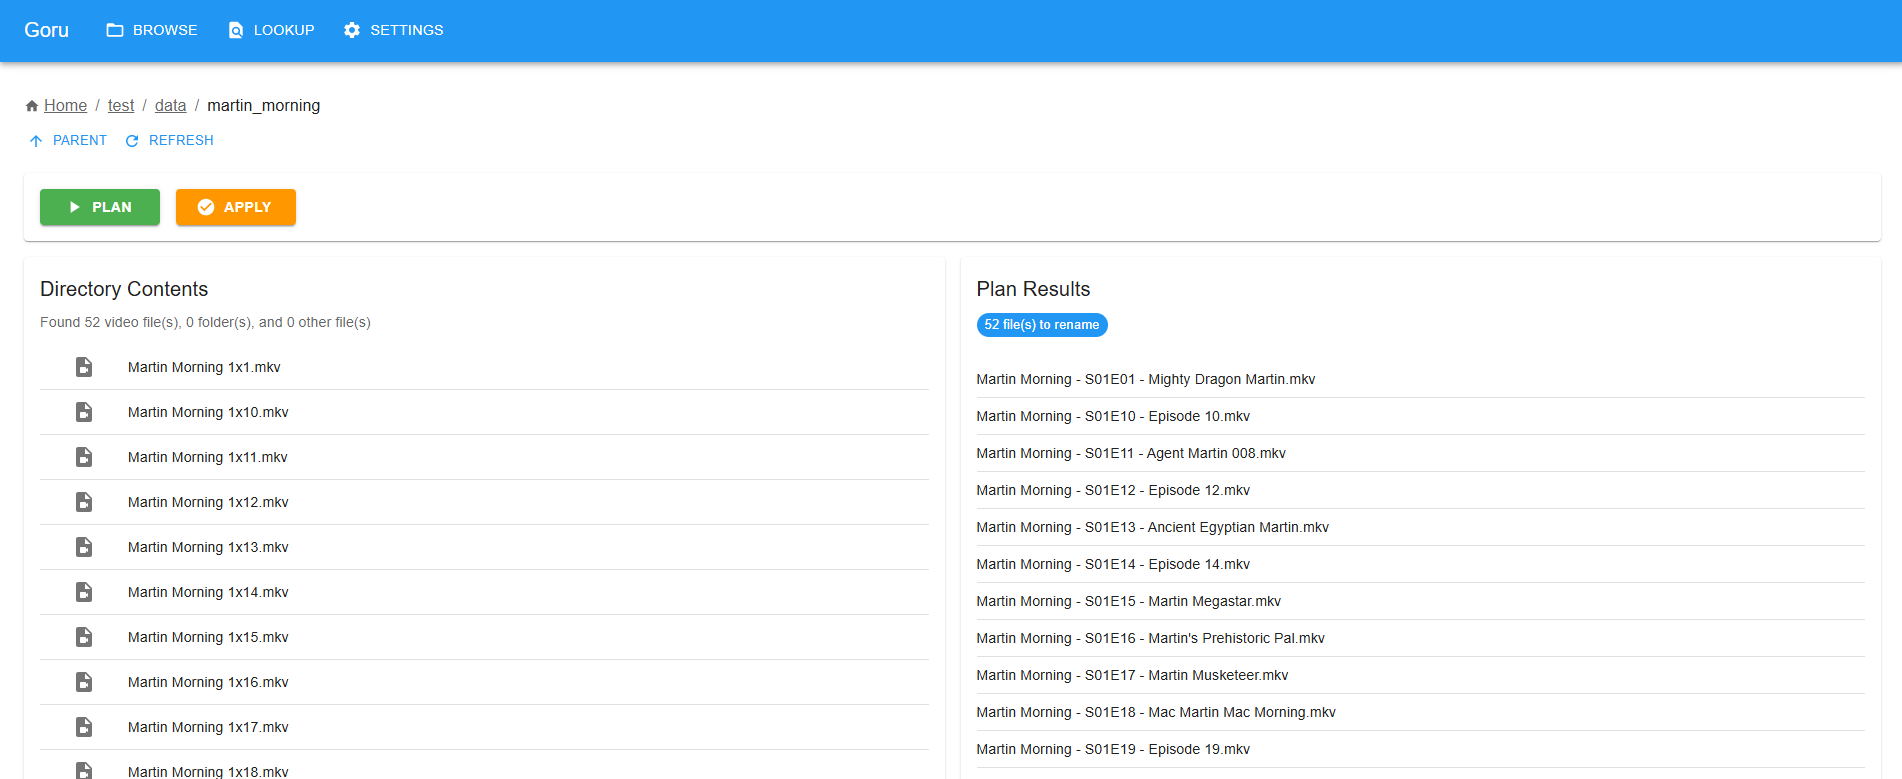 Goru BROWSE LOOKUP SETTINGS
Home / test / data / martin_morning
PARENT REFRESH
PLAN APPLY
Directory Contents
Found 52 video file(s), 0 folder(s), and 0 other file(s)
Martin Morning 1x1.mkv
Martin Morning 1x10.mkv
Martin Morning 1x11.mkv
Martin Morning 1x12.mkv
Martin Morning 1x13.mkv
Martin Morning 1x14.mkv
Martin Morning 1x15.mkv
Martin Morning 1x16.mkv
Martin Morning 1x17.mkv
Martin Morning 1x18.mkv
Plan Results
52 file(s) to rename
Martin Morning - S01E01 - Mighty Dragon Martin.mkv
Martin Morning - S01E10 - Episode 10.mkv
Martin Morning - S01E11 - Agent Martin 008.mkv
Martin Morning - S01E12 - Episode 12.mkv
Martin Morning - S01E13 - Ancient Egyptian Martin.mkv
Martin Morning - S01E14 - Episode 14.mkv
Martin Morning - S01E15 - Martin Megastar.mkv
Martin Morning - S01E16 - Martin's Prehistoric Pal.mkv
Martin Morning - S01E17 - Martin Musketeer.mkv
Martin Morning - S01E18 - Mac Martin Mac Morning.mkv
Martin Morning - S01E19 - Episode 19.mkv